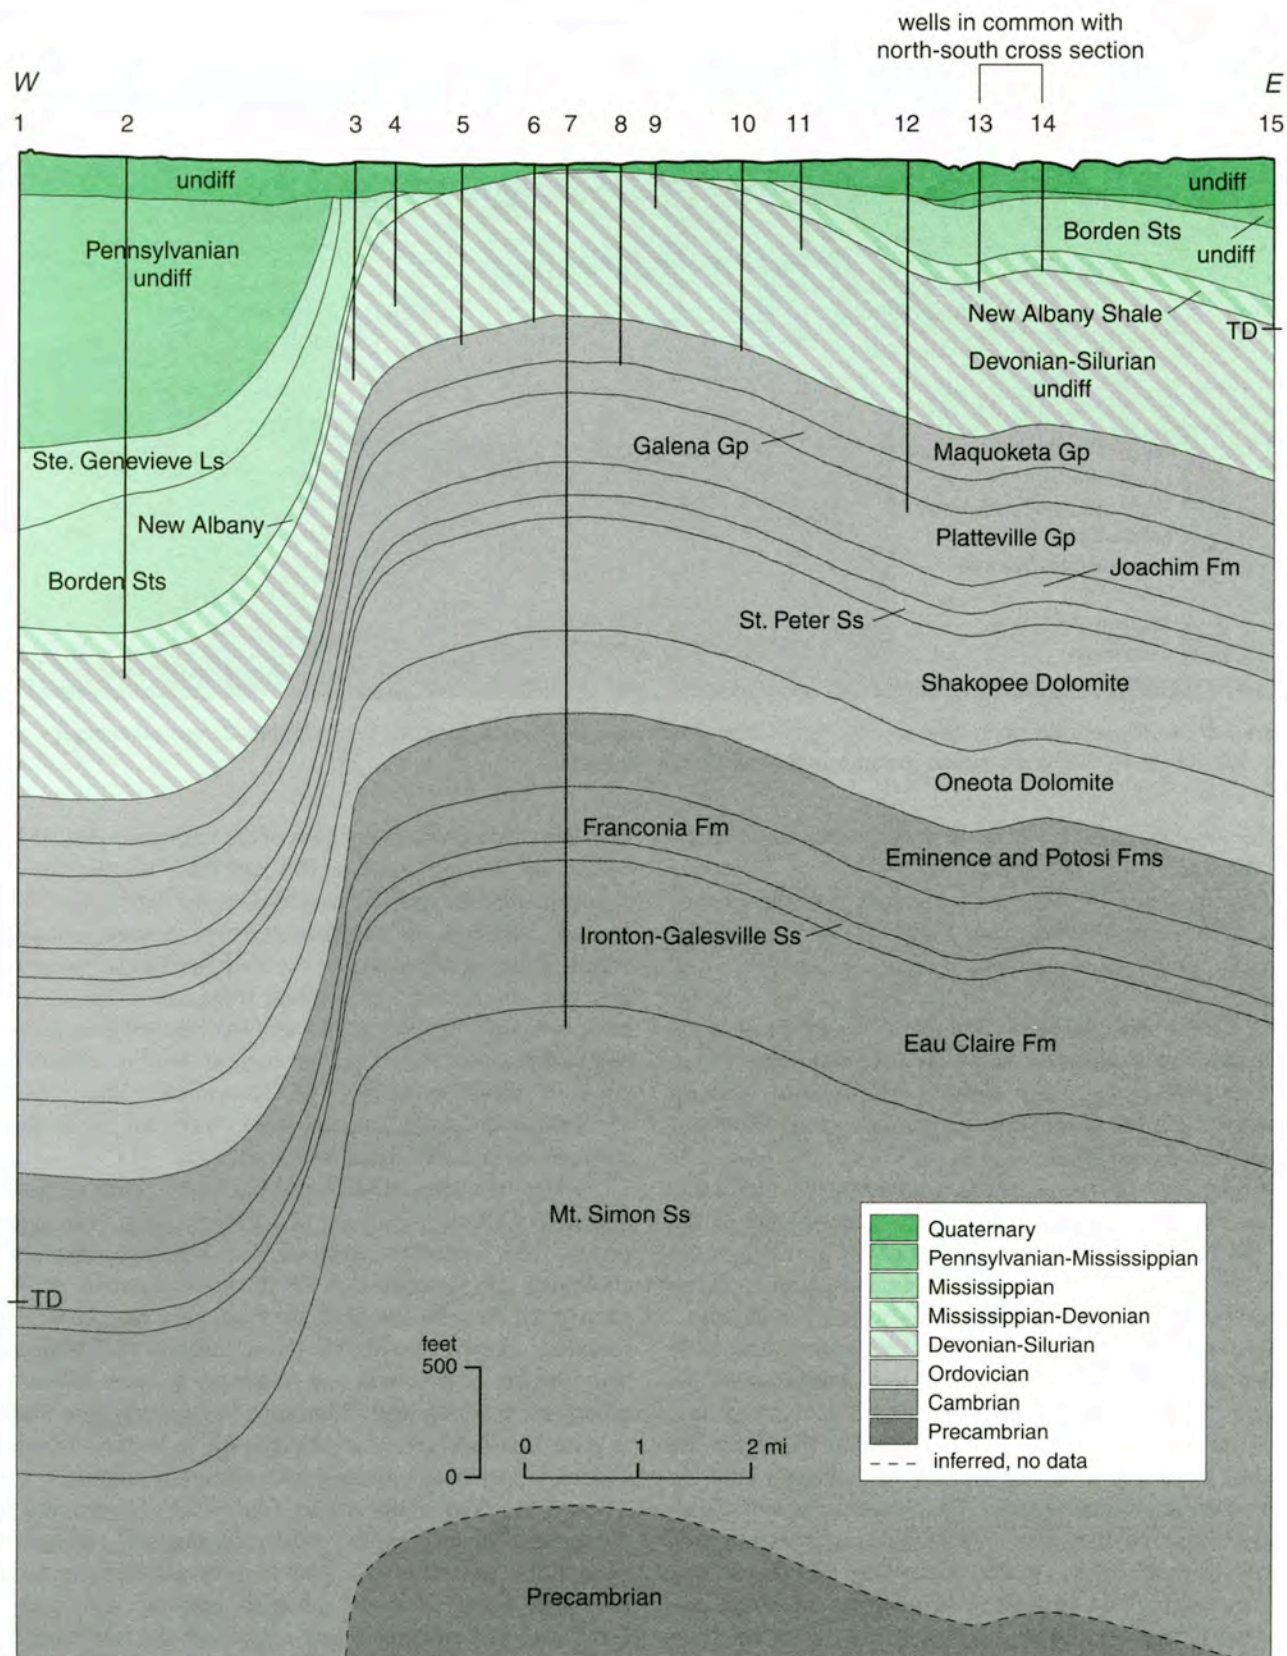 wells in common with
north-south cross section
W
E
1 2 3 4 5 6 7 8 9 10 11 12 13 14 15
undiff
undiff
Pennsylvanian
undiff
Borden Sts
undiff
New Albany Shale
TD
Devonian-Silurian
undiff
Galena Gp
Maquoketa Gp
Ste. Genevieve Ls
New Albany
Platteville Gp
Joachim Fm
Borden Sts
St. Peter Ss
Shakopee Dolomite
Oneota Dolomite
Franconia Fm
Eminence and Potosi Fms
Ironton-Galesville Ss
Eau Claire Fm
Mt. Simon Ss
TD
feet
500
0
0 1 2 mi
Quaternary
Pennsylvanian-Mississippian
Mississippian
Mississippian-Devonian
Devonian-Silurian
Ordovician
Cambrian
Precambrian
inferred, no data
Precambrian